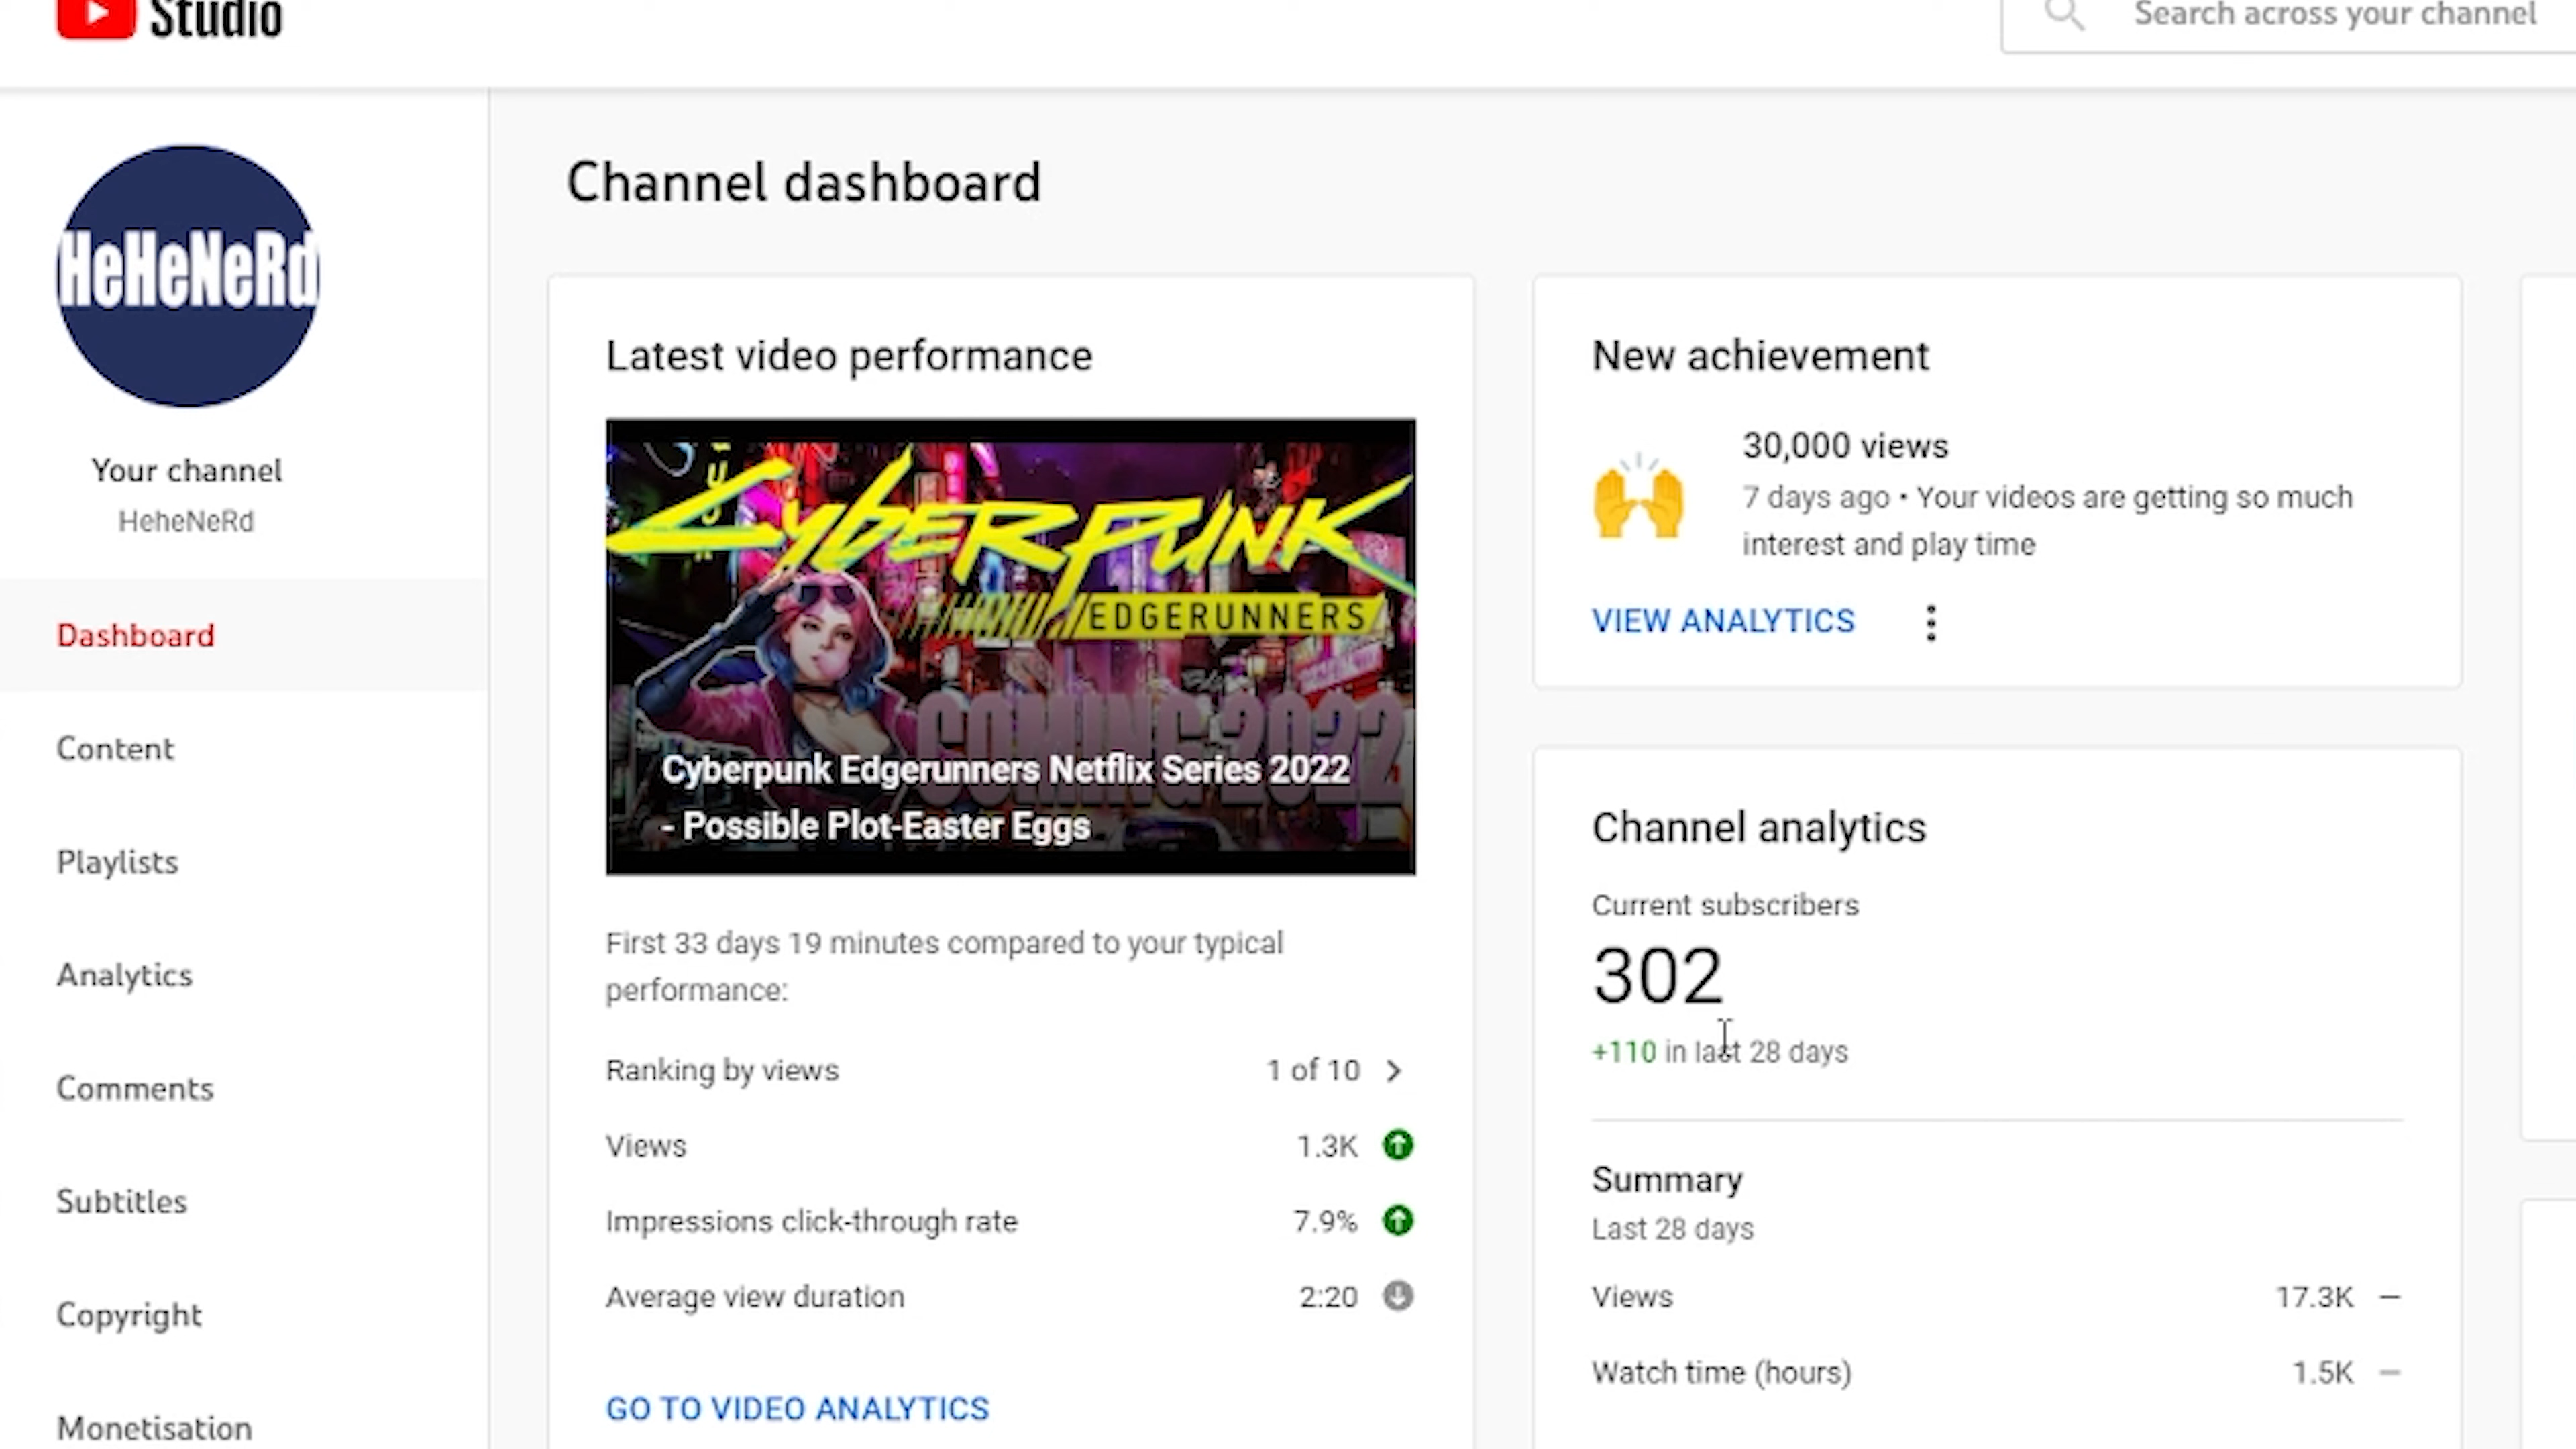 Studio
Search across your channel
HeHeNeRd
Your channel
HeheNeRd
Dashboard
Content
Playlists
Analytics
Comments
Subtitles
Copyright
Monetisation
Channel dashboard
Latest video performance
CYBERPUNK
EDGERUNNERS
COMING 2022
Cyberpunk Edgerunners Netflix Series 2022
- Possible Plot-Easter Eggs
First 33 days 19 minutes compared to your typical
performance:
Ranking by views 1 of 10
Views 1.3K
Impressions click-through rate 7.9%
Average view duration 2:20
GO TO VIDEO ANALYTICS
New achievement
30,000 views
7 days ago • Your videos are getting so much
interest and play time
VIEW ANALYTICS
Channel analytics
Current subscribers
302
+110 in last 28 days
Summary
Last 28 days
Views 17.3K —
Watch time (hours) 1.5K —